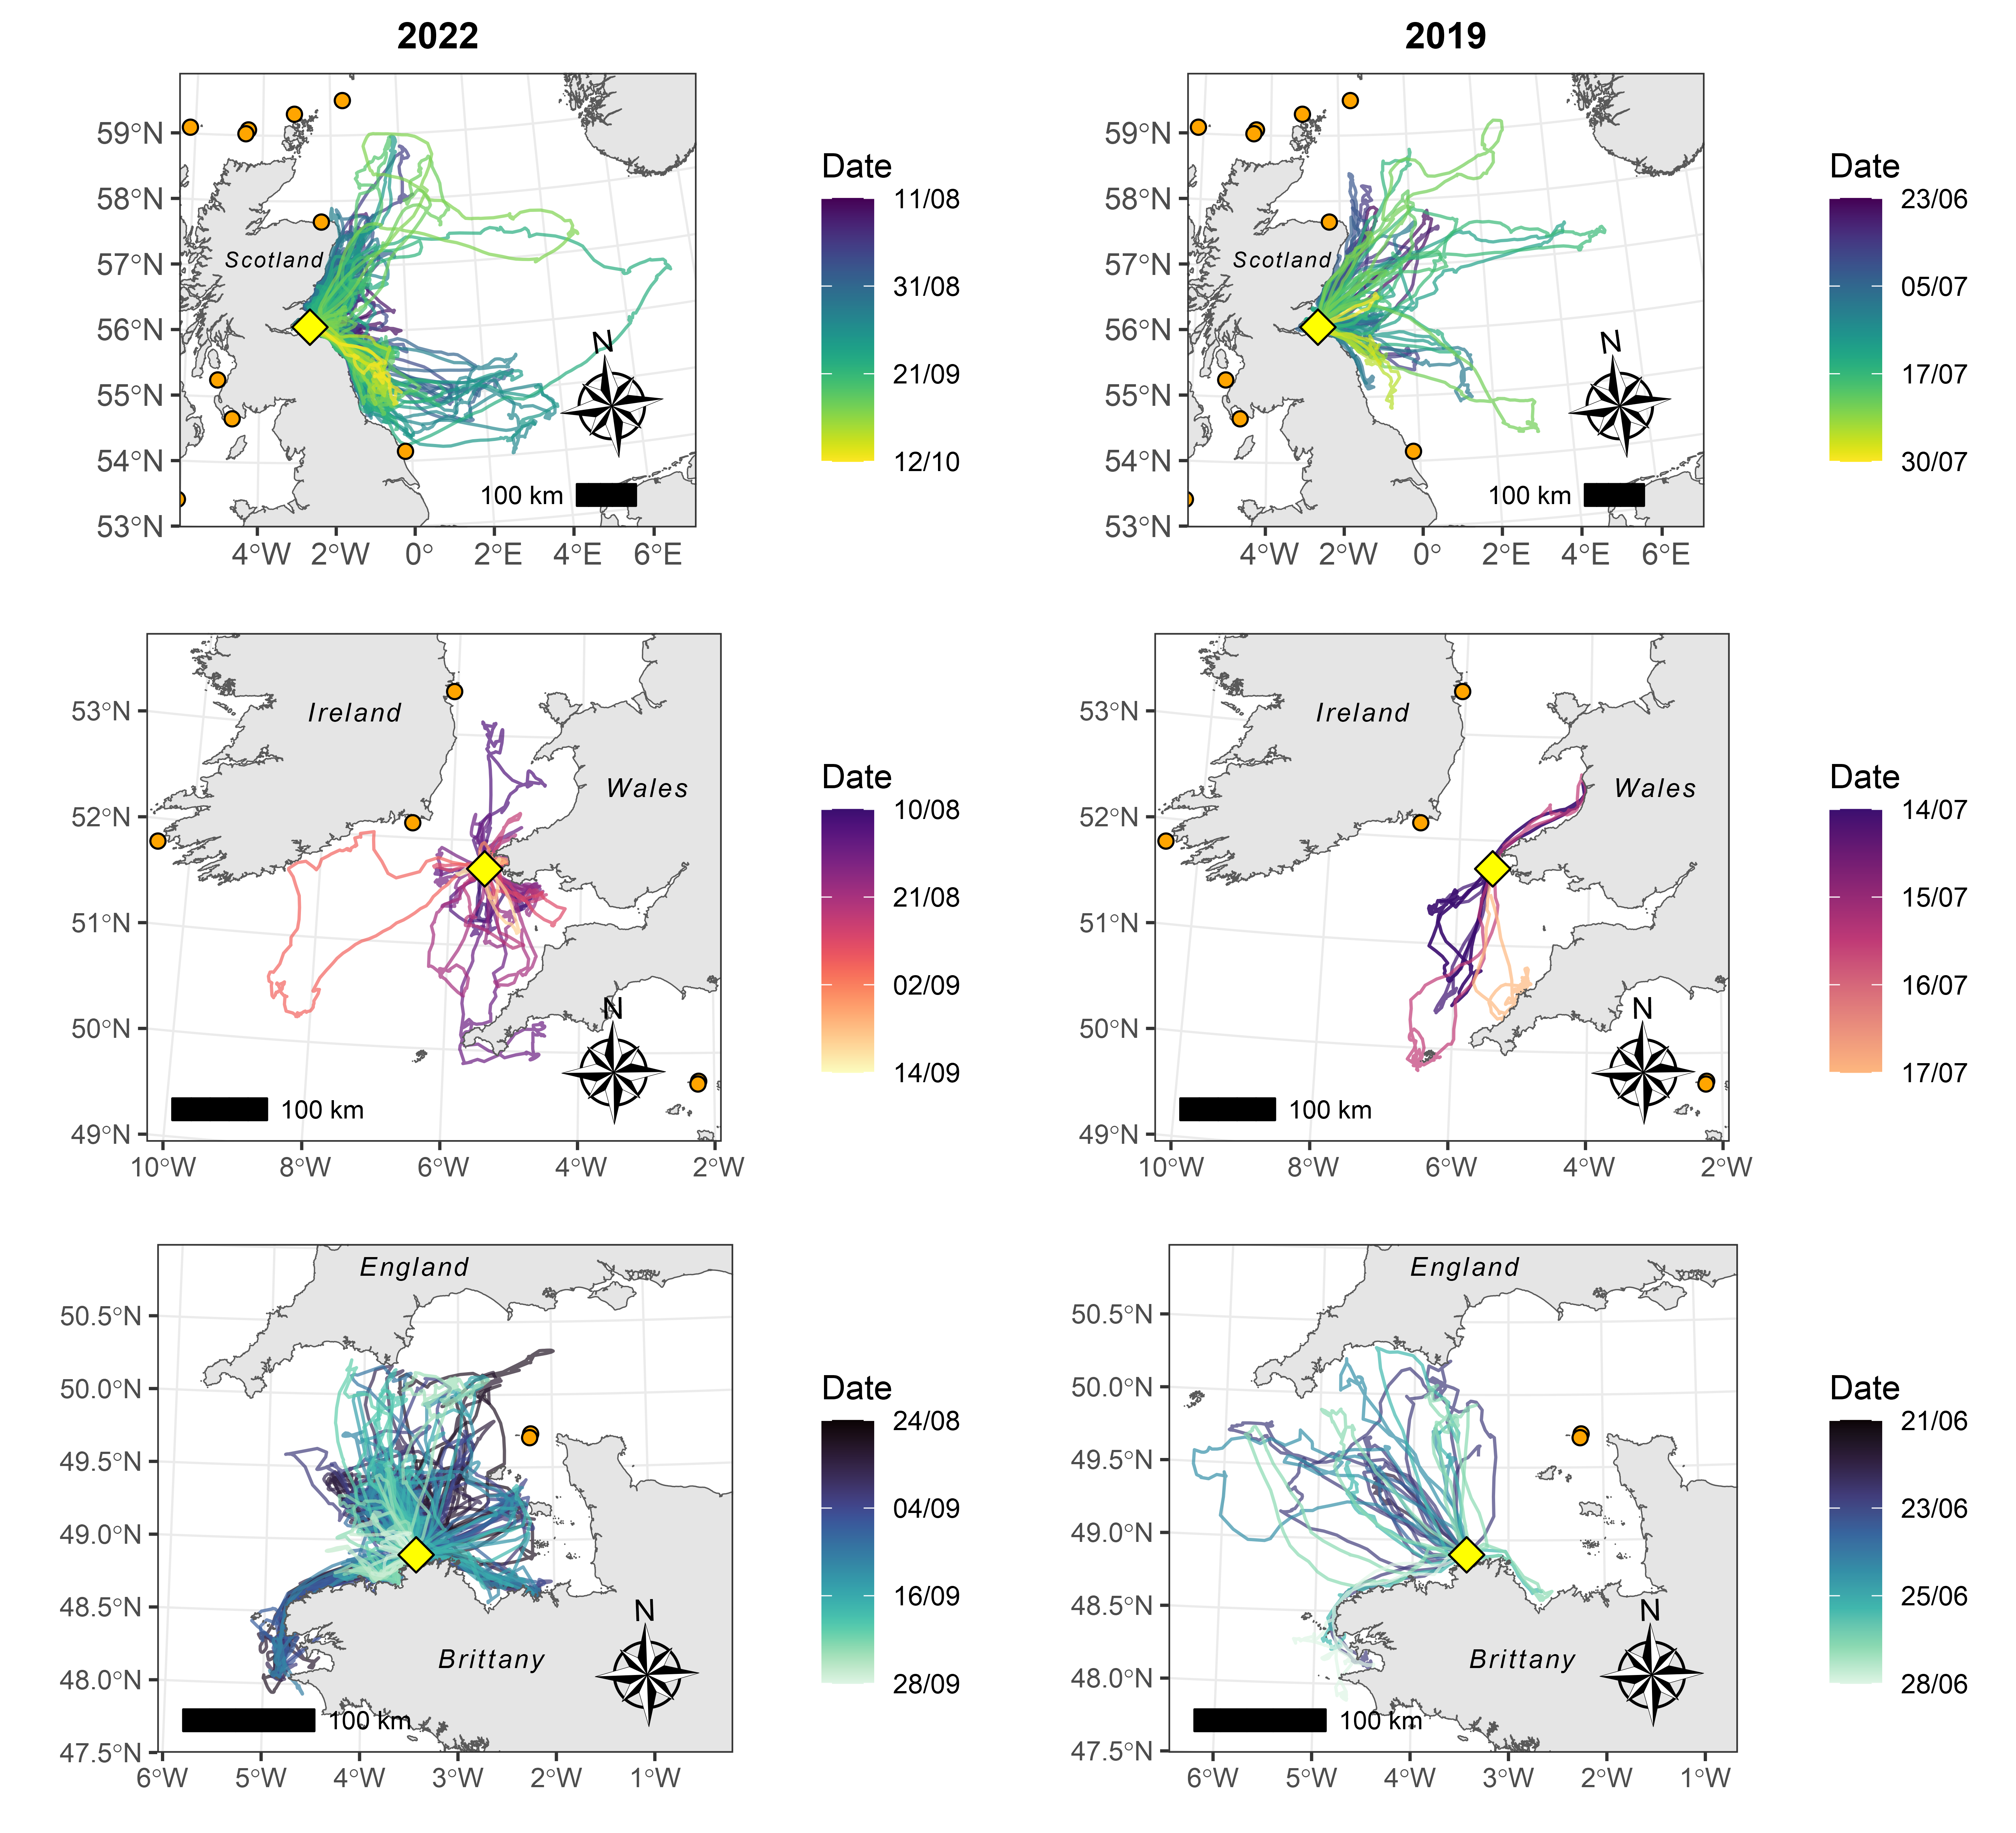 2022
2019
59°N
58°N
57°N
56°N
55°N
54°N
53°N
4°W 2°W 0° 2°E 4°E 6°E
Scotland
N
100 km
Date
11/08
31/08
21/09
12/10
59°N
58°N
57°N
56°N
55°N
54°N
53°N
4°W 2°W 0° 2°E 4°E 6°E
Scotland
N
100 km
Date
23/06
05/07
17/07
30/07
53°N
52°N
51°N
50°N
49°N
10°W 8°W 6°W 4°W 2°W
Ireland
Wales
N
100 km
Date
10/08
21/08
02/09
14/09
53°N
52°N
51°N
50°N
49°N
10°W 8°W 6°W 4°W 2°W
Ireland
Wales
N
100 km
Date
14/07
15/07
16/07
17/07
50.5°N
50.0°N
49.5°N
49.0°N
48.5°N
48.0°N
47.5°N
6°W 5°W 4°W 3°W 2°W 1°W
England
Brittany
N
100 km
Date
24/08
04/09
16/09
28/09
50.5°N
50.0°N
49.5°N
49.0°N
48.5°N
48.0°N
47.5°N
6°W 5°W 4°W 3°W 2°W 1°W
England
Brittany
N
100 km
Date
21/06
23/06
25/06
28/06